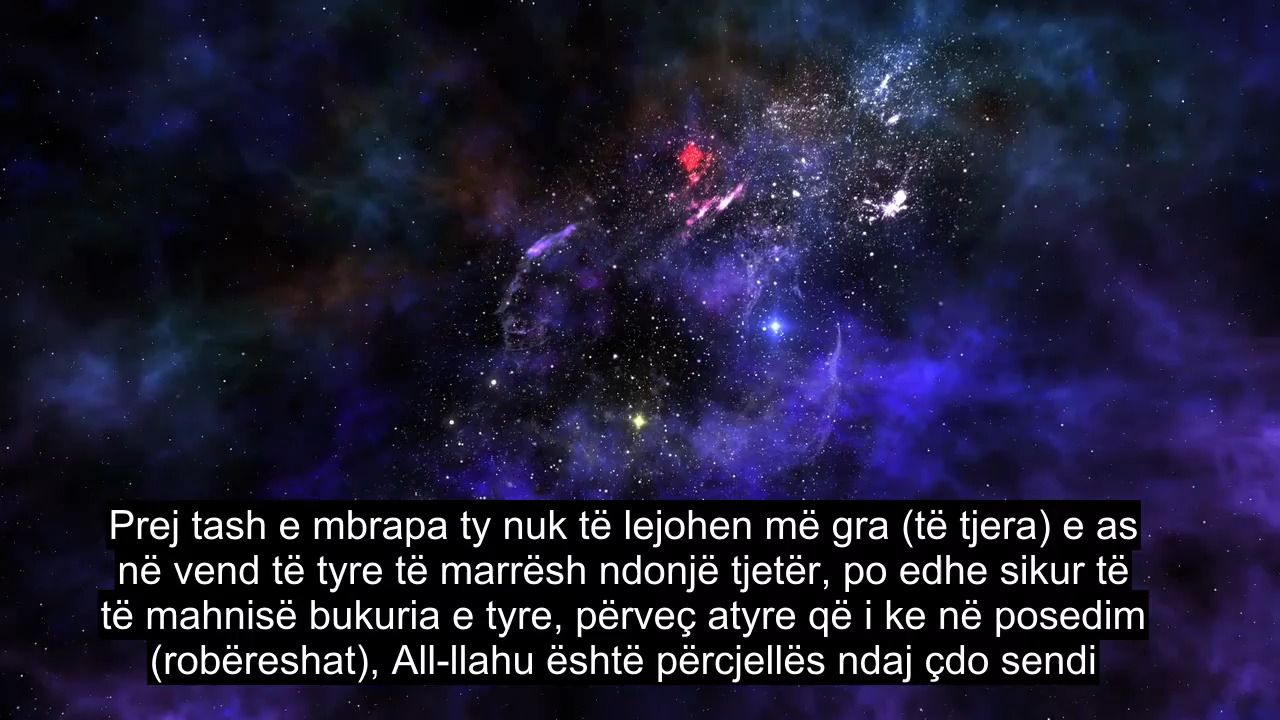 Prej tash e mbrapa ty nuk të lejohen më gra (të tjera) e as
në vend të tyre të marrësh ndonjë tjetër, po edhe sikur të
të mahnisë bukuria e tyre, përveç atyre që i ke në posedim
(robëreshat), All-llahu është përcjellës ndaj çdo sendi